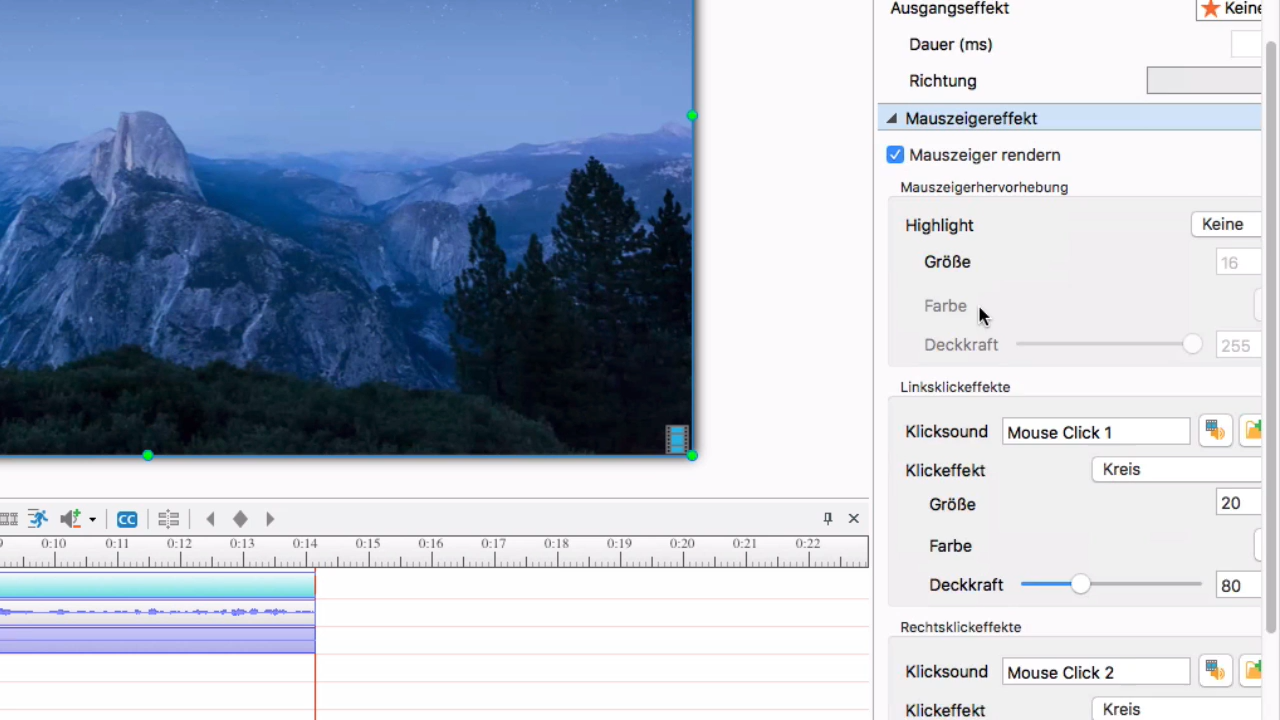 Ausgangseffekt Keine
Dauer (ms)
Richtung
Mauszeigereffekt
Mauszeiger rendern
Mauszeigerhervorhebung
Highlight Keine
Größe 16
Farbe
Deckkraft 255
Linksklickeffekte
Klicksound Mouse Click 1
Klickeffekt Kreis
Größe 20
Farbe
Deckkraft 80
Rechtsklickeffekte
Klicksound Mouse Click 2
Klickeffekt Kreis
CC
0:10 0:11 0:12 0:13 0:14 0:15 0:16 0:17 0:18 0:19 0:20 0:21 0:22